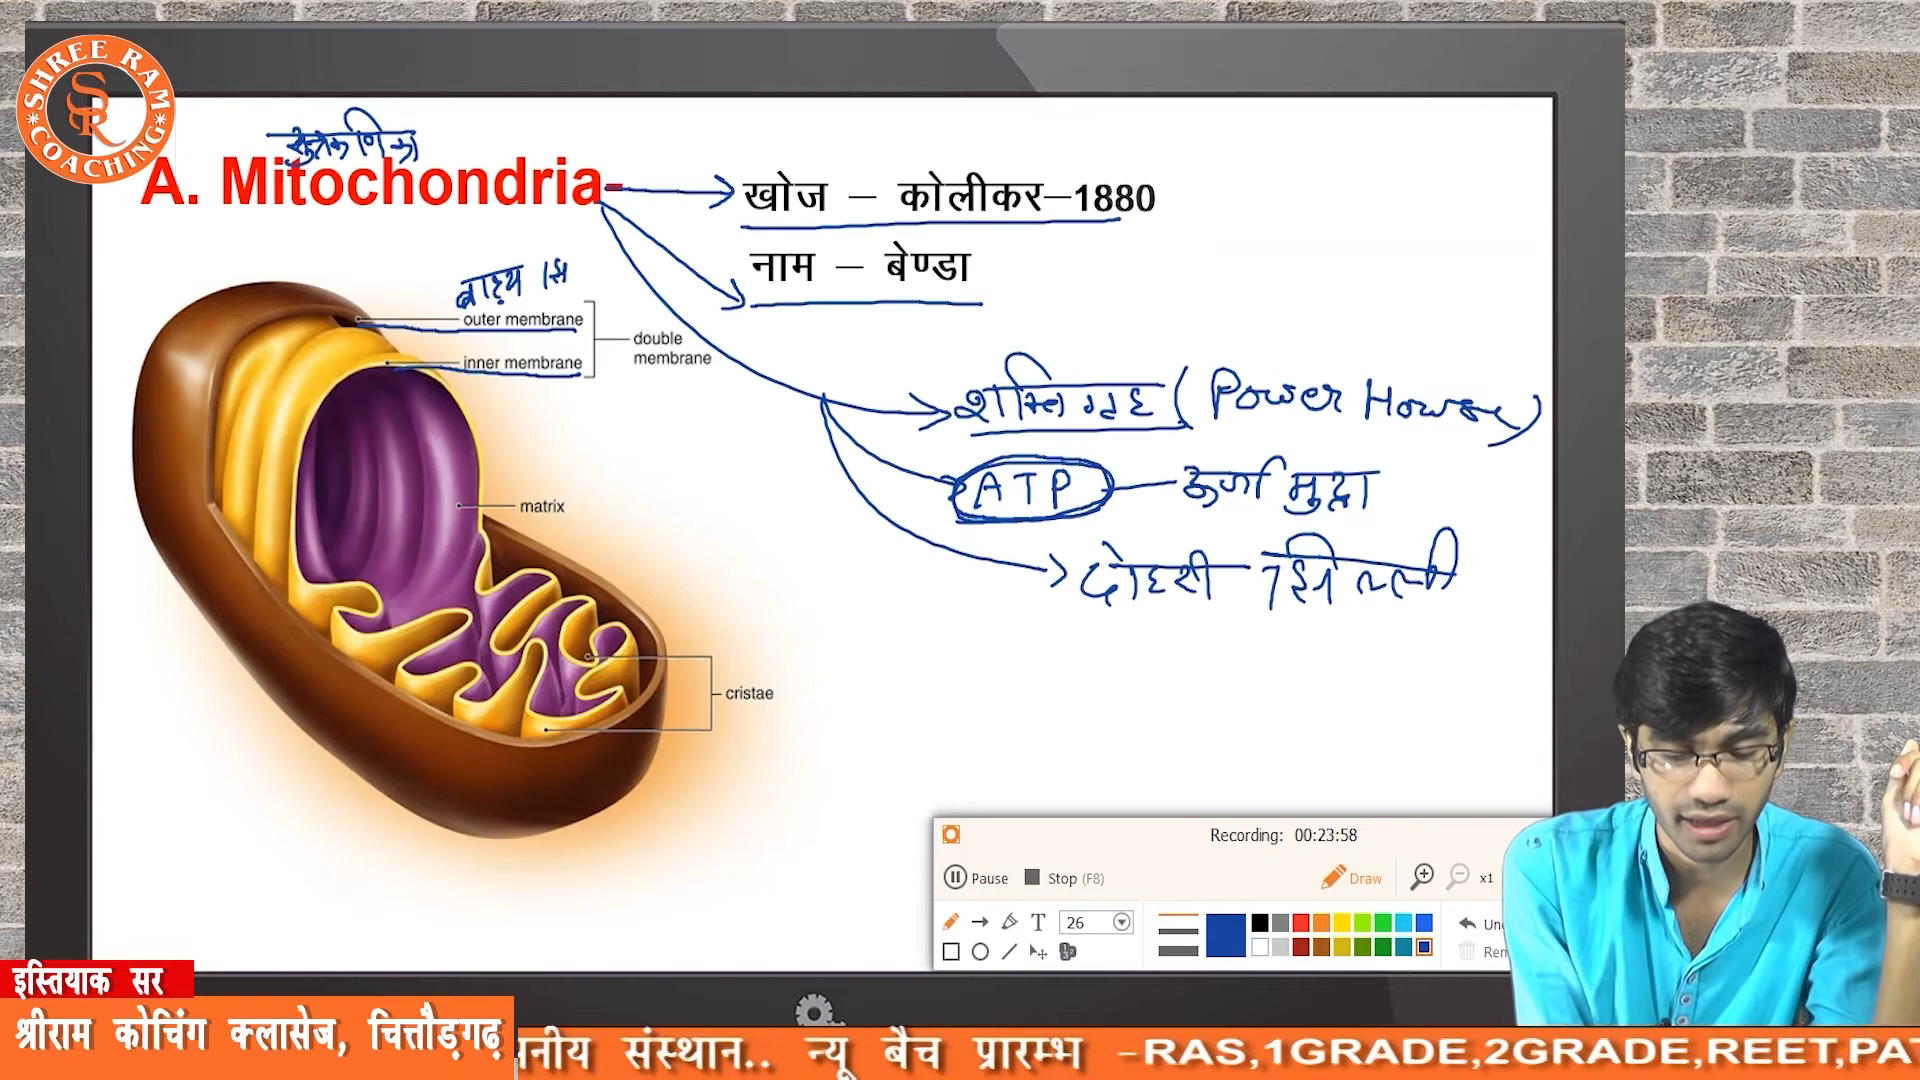 SHREE RAM
SR
COACHING
सुत्रकणिका
A. Mitochondria-
खोज – कोलीकर–1880
नाम – बेण्डा
बाह्य
outer membrane
inner membrane
double
membrane
शक्ति गृह (Power House)
ATP — ऊर्जा मुद्रा
matrix
दोहरी झिल्ली
cristae
Recording: 00:23:58
Pause
Stop (F8)
Draw
x1
T
26
इस्तियाक सर
श्रीराम कोचिंग क्लासेज, चित्तौड़गढ़
संस्थान.. न्यू बैच प्रारम्भ -RAS,1GRADE,2GRADE,REET,PAT